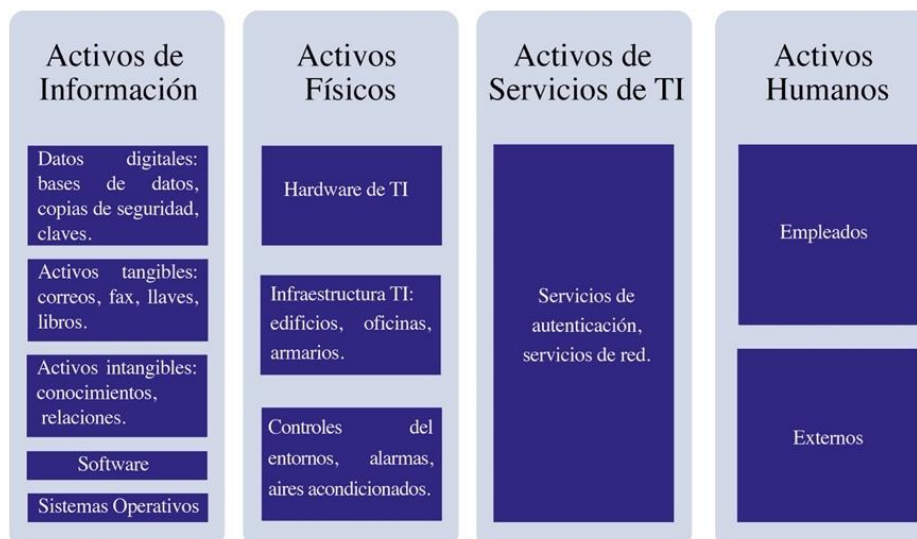 Activos de
Información
Datos digitales:
bases de datos,
copias de seguridad,
claves.
Activos tangibles:
correos, fax, llaves,
libros.
Activos intangibles:
conocimientos,
relaciones.
Software
Sistemas Operativos
Activos
Físicos
Hardware de TI
Infraestructura TI:
edificios, oficinas,
armarios.
Controles del
entornos, alarmas,
aires acondicionados.
Activos de
Servicios de TI
Servicios de
autenticación,
servicios de red.
Activos
Humanos
Empleados
Externos